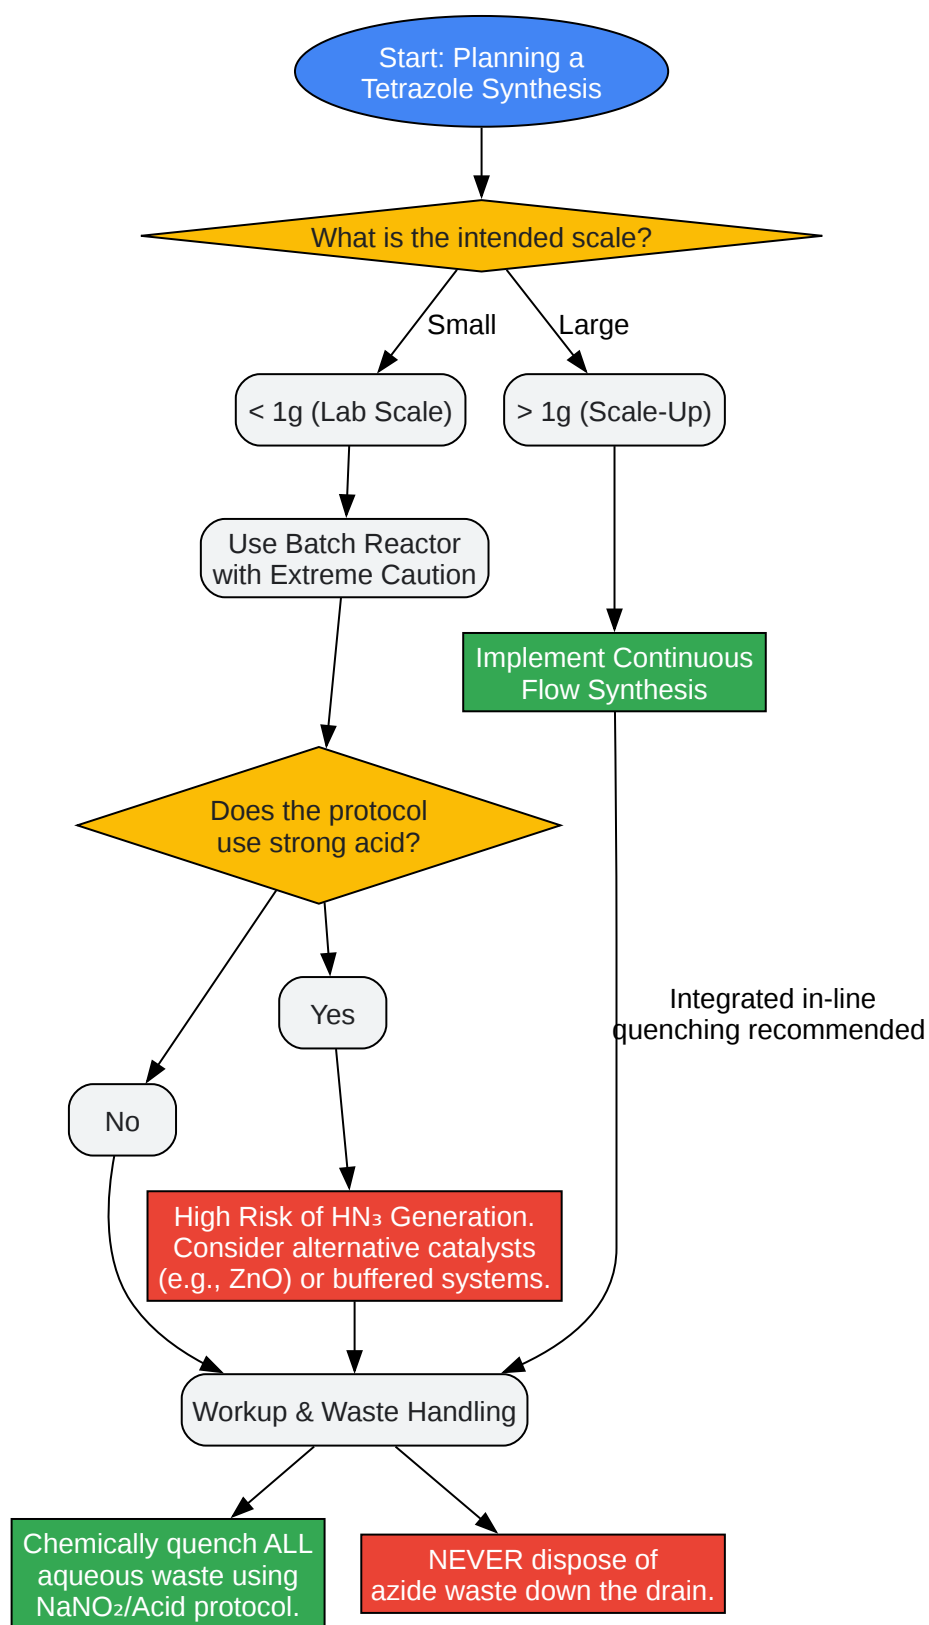 Start: Planning a
Tetrazole Synthesis
What is the intended scale?
Small
Large
< 1g (Lab Scale)
> 1g (Scale-Up)
Use Batch Reactor
with Extreme Caution
Implement Continuous
Flow Synthesis
Does the protocol
use strong acid?
Yes
Integrated in-line
quenching recommended
No
High Risk of HN₃ Generation.
Consider alternative catalysts
(e.g., ZnO) or buffered systems.
Workup & Waste Handling
Chemically quench ALL
aqueous waste using
NaNO₂/Acid protocol.
NEVER dispose of
azide waste down the drain.